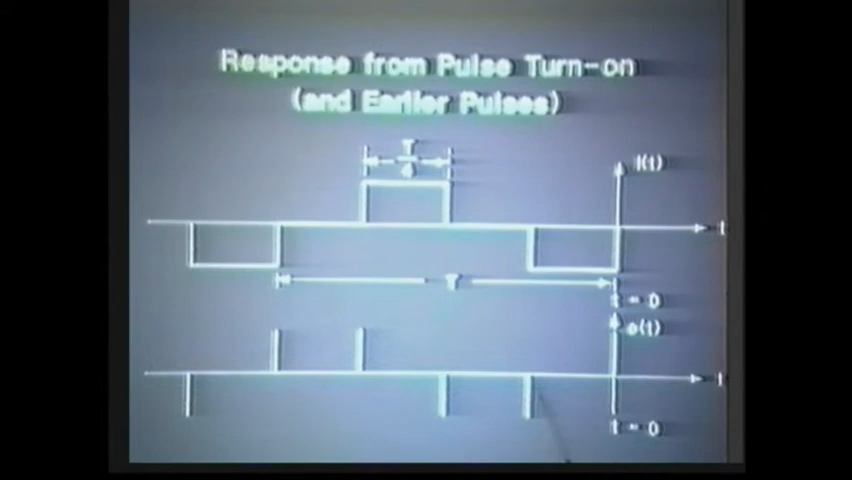 Response from Pulse Turn-on
(and Earlier Pulses)
T
4
I(t)
t
T
t = 0
e(t)
t
t = 0